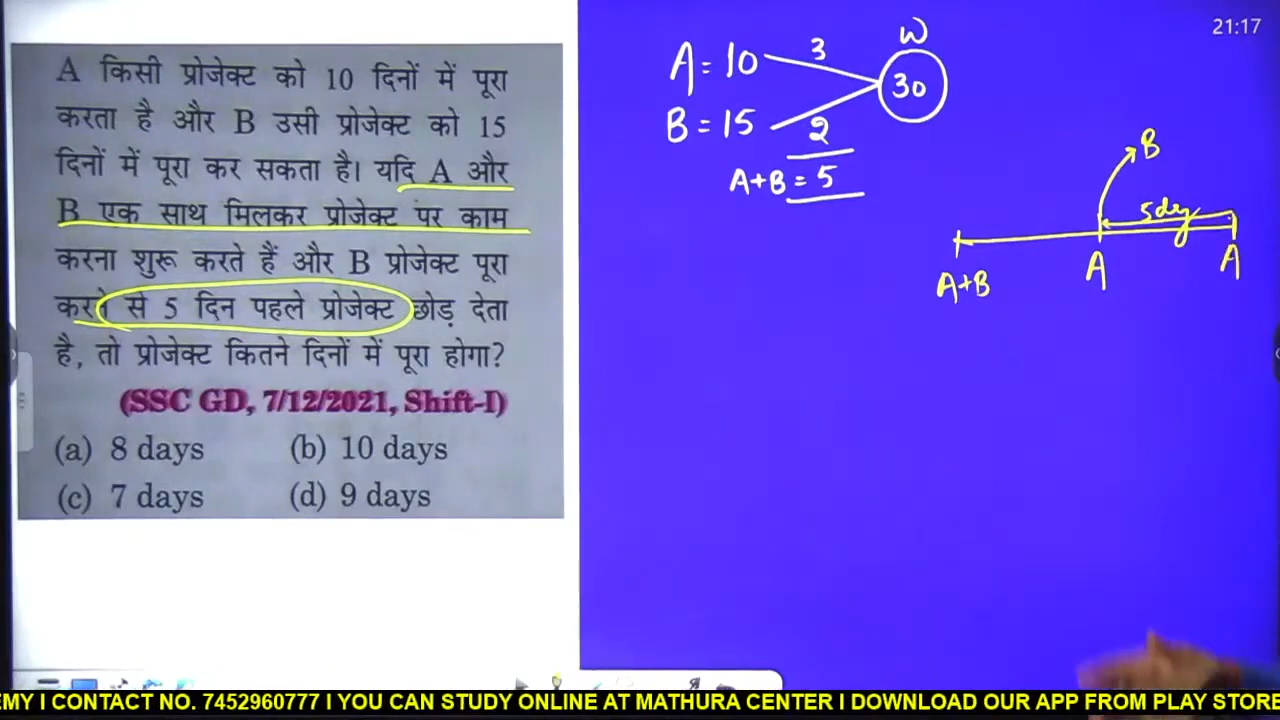 21:17
A किसी प्रोजेक्ट को 10 दिनों में पूरा
करता है और B उसी प्रोजेक्ट को 15
दिनों में पूरा कर सकता है। यदि A और
B एक साथ मिलकर प्रोजेक्ट पर काम
करना शुरू करते हैं और B प्रोजेक्ट पूरा
करने से 5 दिन पहले प्रोजेक्ट छोड़ देता
है, तो प्रोजेक्ट कितने दिनों में पूरा होगा?
(SSC GD, 7/12/2021, Shift-I)
(a) 8 days (b) 10 days
(c) 7 days (d) 9 days
W
A = 10 3 30
B = 15 2
A+B = 5
B
5day
A+B A A
EMY I CONTACT NO. 7452960777 I YOU CAN STUDY ONLINE AT MATHURA CENTER I DOWNLOAD OUR APP FROM PLAY STORE